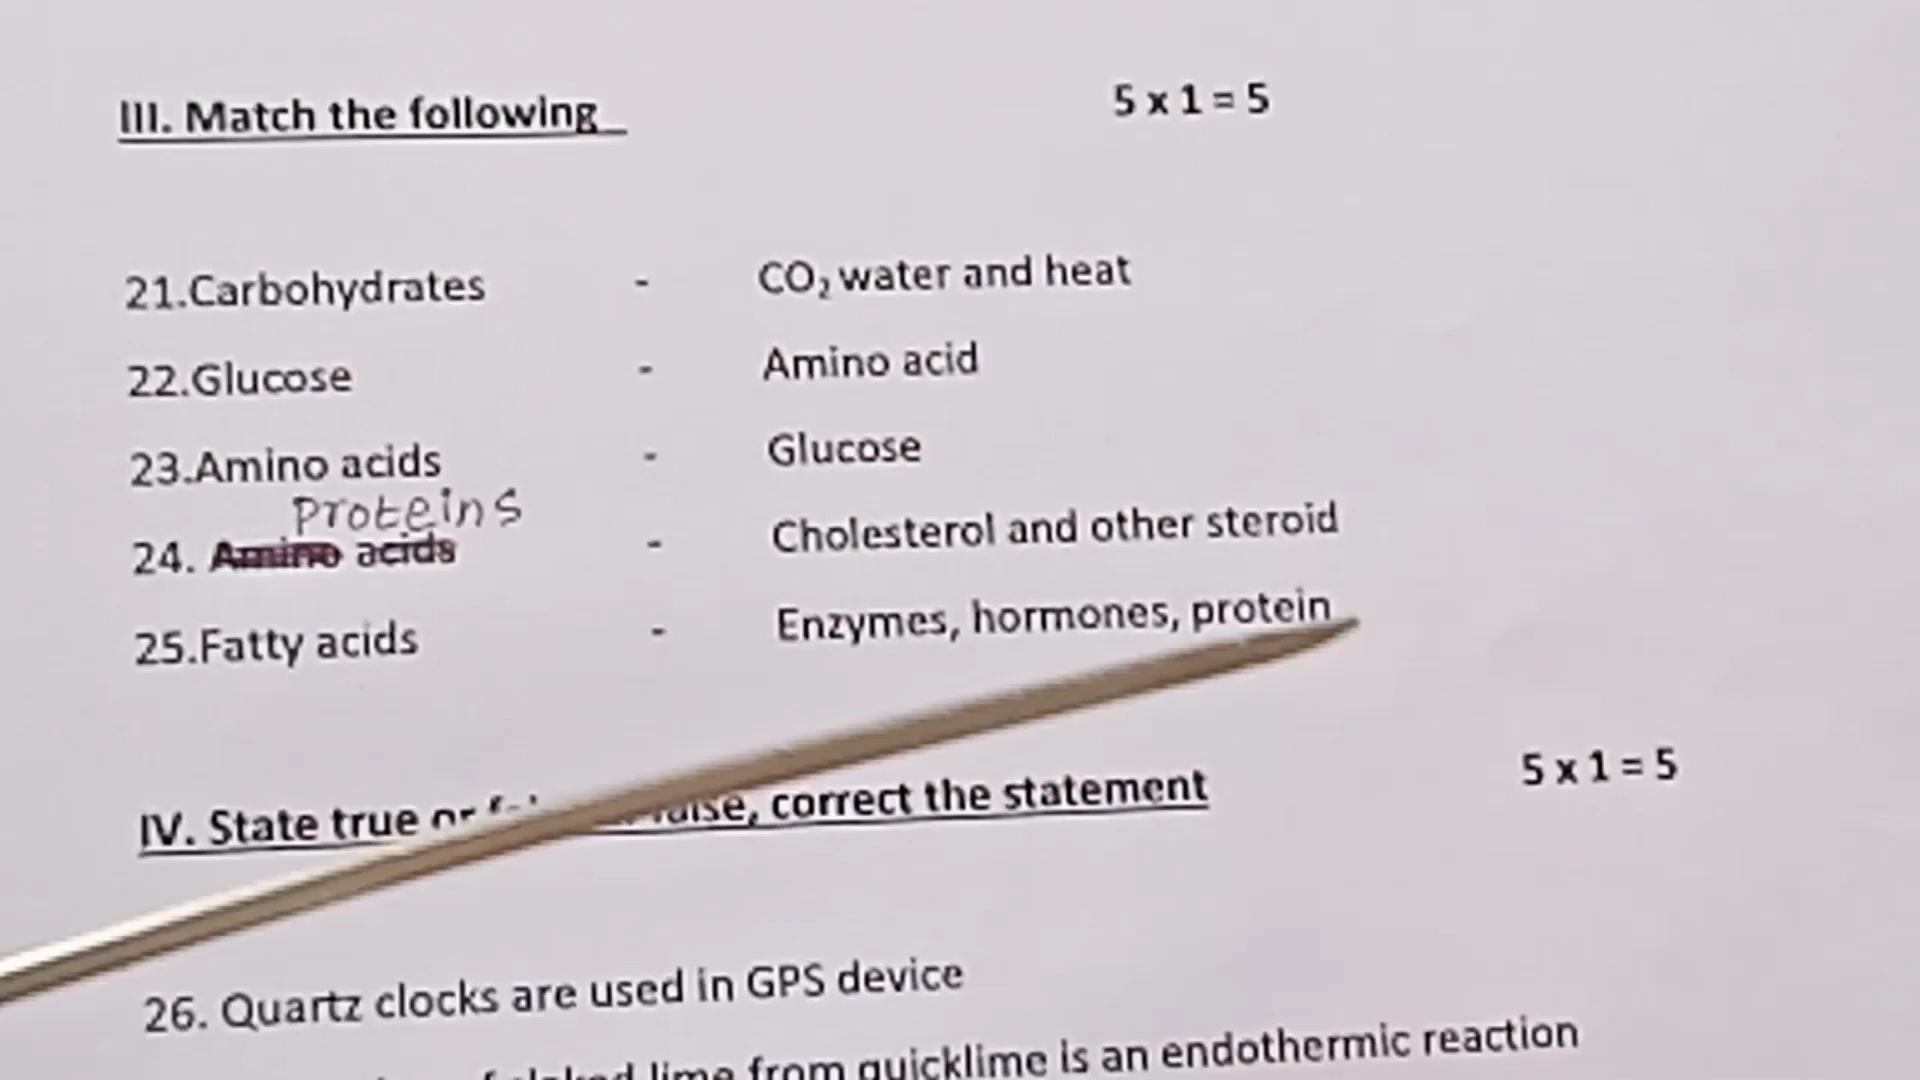 III. Match the following 5 x 1 = 5
21.Carbohydrates - CO₂ water and heat
22.Glucose - Amino acid
23.Amino acids - Glucose
Proteins
24. Amino acids - Cholesterol and other steroid
25.Fatty acids - Enzymes, hormones, protein
IV. State true or false, correct the statement 5 x 1 = 5
26. Quartz clocks are used in GPS device
lime from quicklime is an endothermic reaction